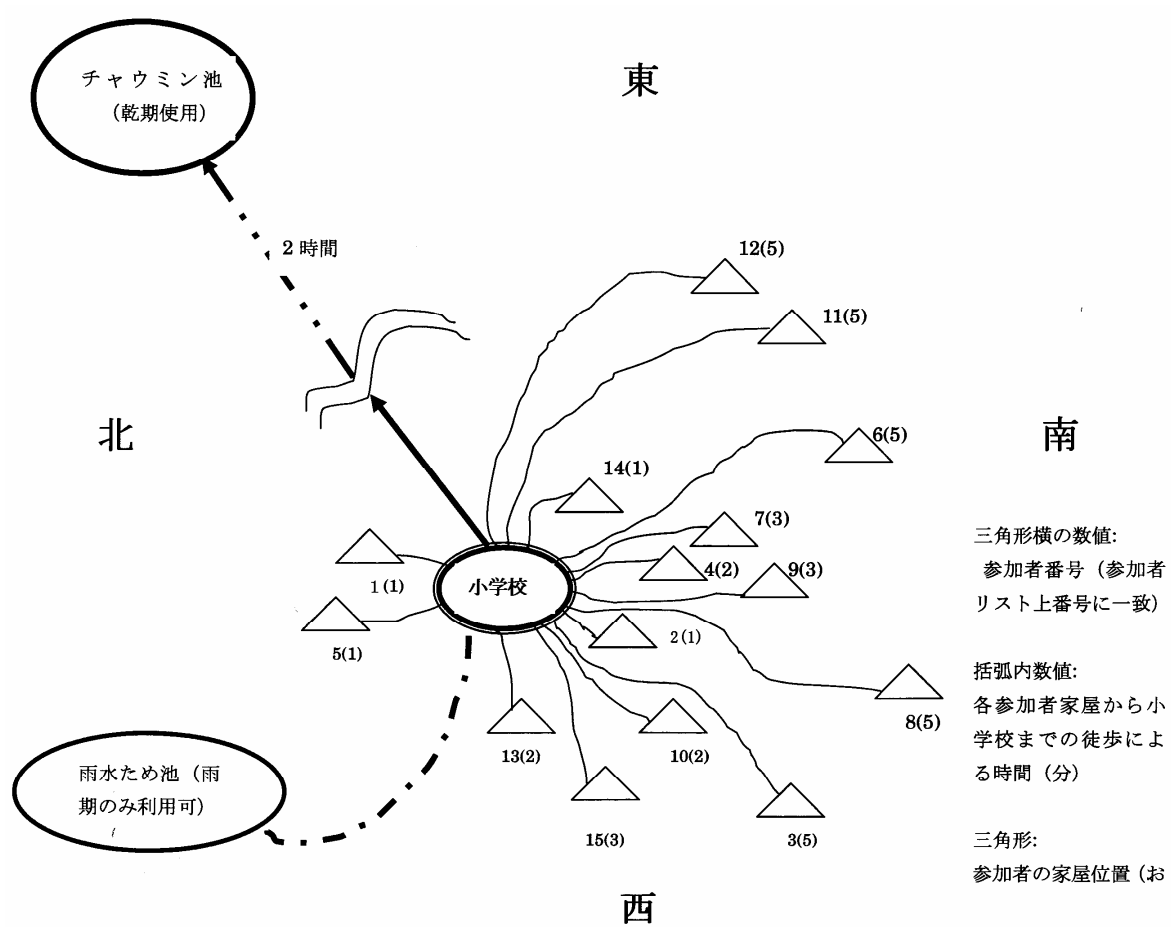 東
チャウミン池
（乾期使用）
2 時間
12(5)
11(5)
北
南
6(5)
14(1)
7(3)
4(2)
9(3)
1(1)
小学校
5(1)
2(1)
8(5)
13(2)
10(2)
15(3)
3(5)
雨水ため池（雨
期のみ利用可）
西
三角形横の数値:
参加者番号（参加者
リスト上番号に一致）
括弧内数値:
各参加者家屋から小
学校までの徒歩によ
る時間（分）
三角形:
参加者の家屋位置（お